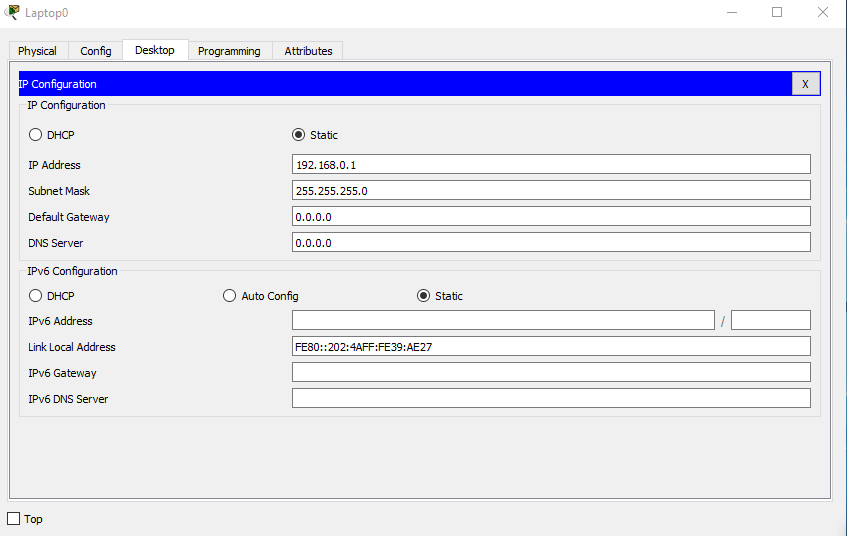 Laptop0
Physical Config Desktop Programming Attributes
IP Configuration X
IP Configuration
DHCP Static
IP Address 192.168.0.1
Subnet Mask 255.255.255.0
Default Gateway 0.0.0.0
DNS Server 0.0.0.0
IPv6 Configuration
DHCP Auto Config Static
IPv6 Address /
Link Local Address FE80::202:4AFF:FE39:AE27
IPv6 Gateway
IPv6 DNS Server
Top